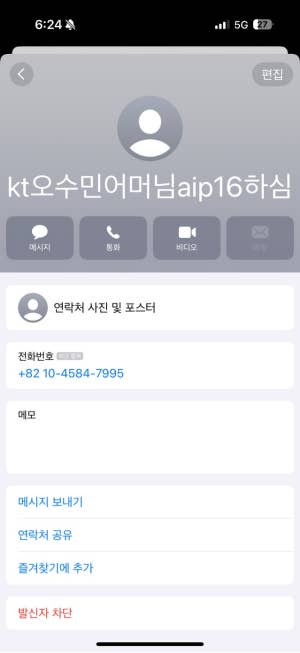 6:24
5G
27
편집
kt오수민어머님aip16하심
메시지
통화
비디오
메일
연락처 사진 및 포스터
전화번호
+82 10-4584-7995
메모
메시지 보내기
연락처 공유
즐겨찾기에 추가
발신자 차단